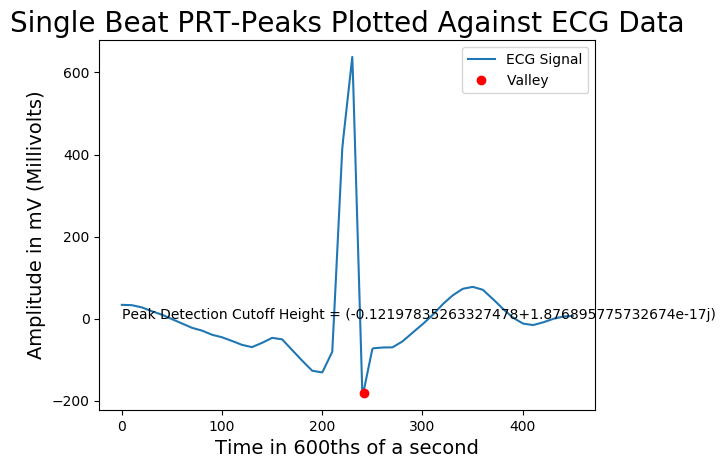 Single Beat PRT-Peaks Plotted Against ECG Data
ECG Signal
Valley
Amplitude in mV (Millivolts)
600
400
200
0
−200
Peak Detection Cutoff Height = (-0.12197835263327478+1.876895775732674e-17j)
0
100
200
300
400
Time in 600ths of a second